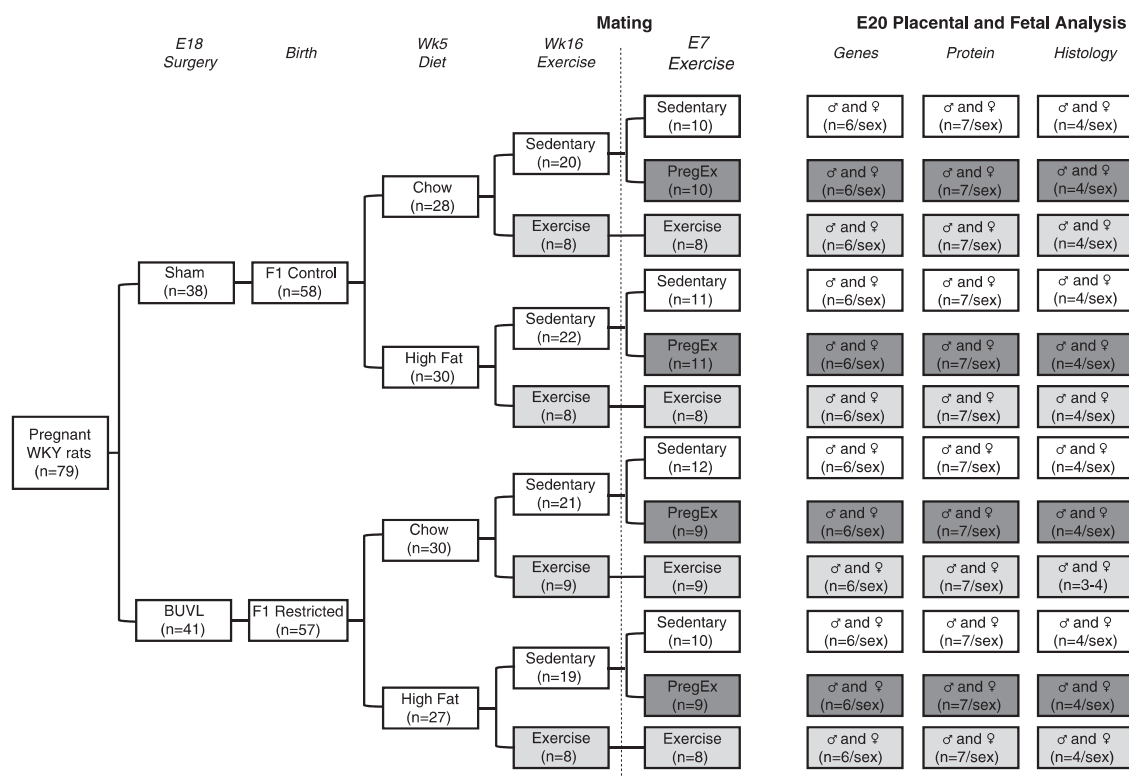 Mating
E20 Placental and Fetal Analysis
E18
Surgery
Birth
Wk5
Diet
Wk16
Exercise
E7
Exercise
Genes
Protein
Histology
Pregnant
WKY rats
(n=79)
Sham
(n=38)
F1 Control
(n=58)
Chow
(n=28)
Sedentary
(n=20)
Sedentary
(n=10)
♂ and ♀
(n=6/sex)
♂ and ♀
(n=7/sex)
♂ and ♀
(n=4/sex)
PregEx
(n=10)
♂ and ♀
(n=6/sex)
♂ and ♀
(n=7/sex)
♂ and ♀
(n=4/sex)
Exercise
(n=8)
Exercise
(n=8)
♂ and ♀
(n=6/sex)
♂ and ♀
(n=7/sex)
♂ and ♀
(n=4/sex)
High Fat
(n=30)
Sedentary
(n=22)
Sedentary
(n=11)
♂ and ♀
(n=6/sex)
♂ and ♀
(n=7/sex)
♂ and ♀
(n=4/sex)
PregEx
(n=11)
♂ and ♀
(n=6/sex)
♂ and ♀
(n=7/sex)
♂ and ♀
(n=4/sex)
Exercise
(n=8)
Exercise
(n=8)
♂ and ♀
(n=6/sex)
♂ and ♀
(n=7/sex)
♂ and ♀
(n=4/sex)
BUVL
(n=41)
F1 Restricted
(n=57)
Chow
(n=30)
Sedentary
(n=21)
Sedentary
(n=12)
♂ and ♀
(n=6/sex)
♂ and ♀
(n=7/sex)
♂ and ♀
(n=4/sex)
PregEx
(n=9)
♂ and ♀
(n=6/sex)
♂ and ♀
(n=7/sex)
♂ and ♀
(n=4/sex)
Exercise
(n=9)
Exercise
(n=9)
♂ and ♀
(n=6/sex)
♂ and ♀
(n=7/sex)
♂ and ♀
(n=3-4)
High Fat
(n=27)
Sedentary
(n=19)
Sedentary
(n=10)
♂ and ♀
(n=6/sex)
♂ and ♀
(n=7/sex)
♂ and ♀
(n=4/sex)
PregEx
(n=9)
♂ and ♀
(n=6/sex)
♂ and ♀
(n=7/sex)
♂ and ♀
(n=4/sex)
Exercise
(n=8)
Exercise
(n=8)
♂ and ♀
(n=6/sex)
♂ and ♀
(n=7/sex)
♂ and ♀
(n=4/sex)